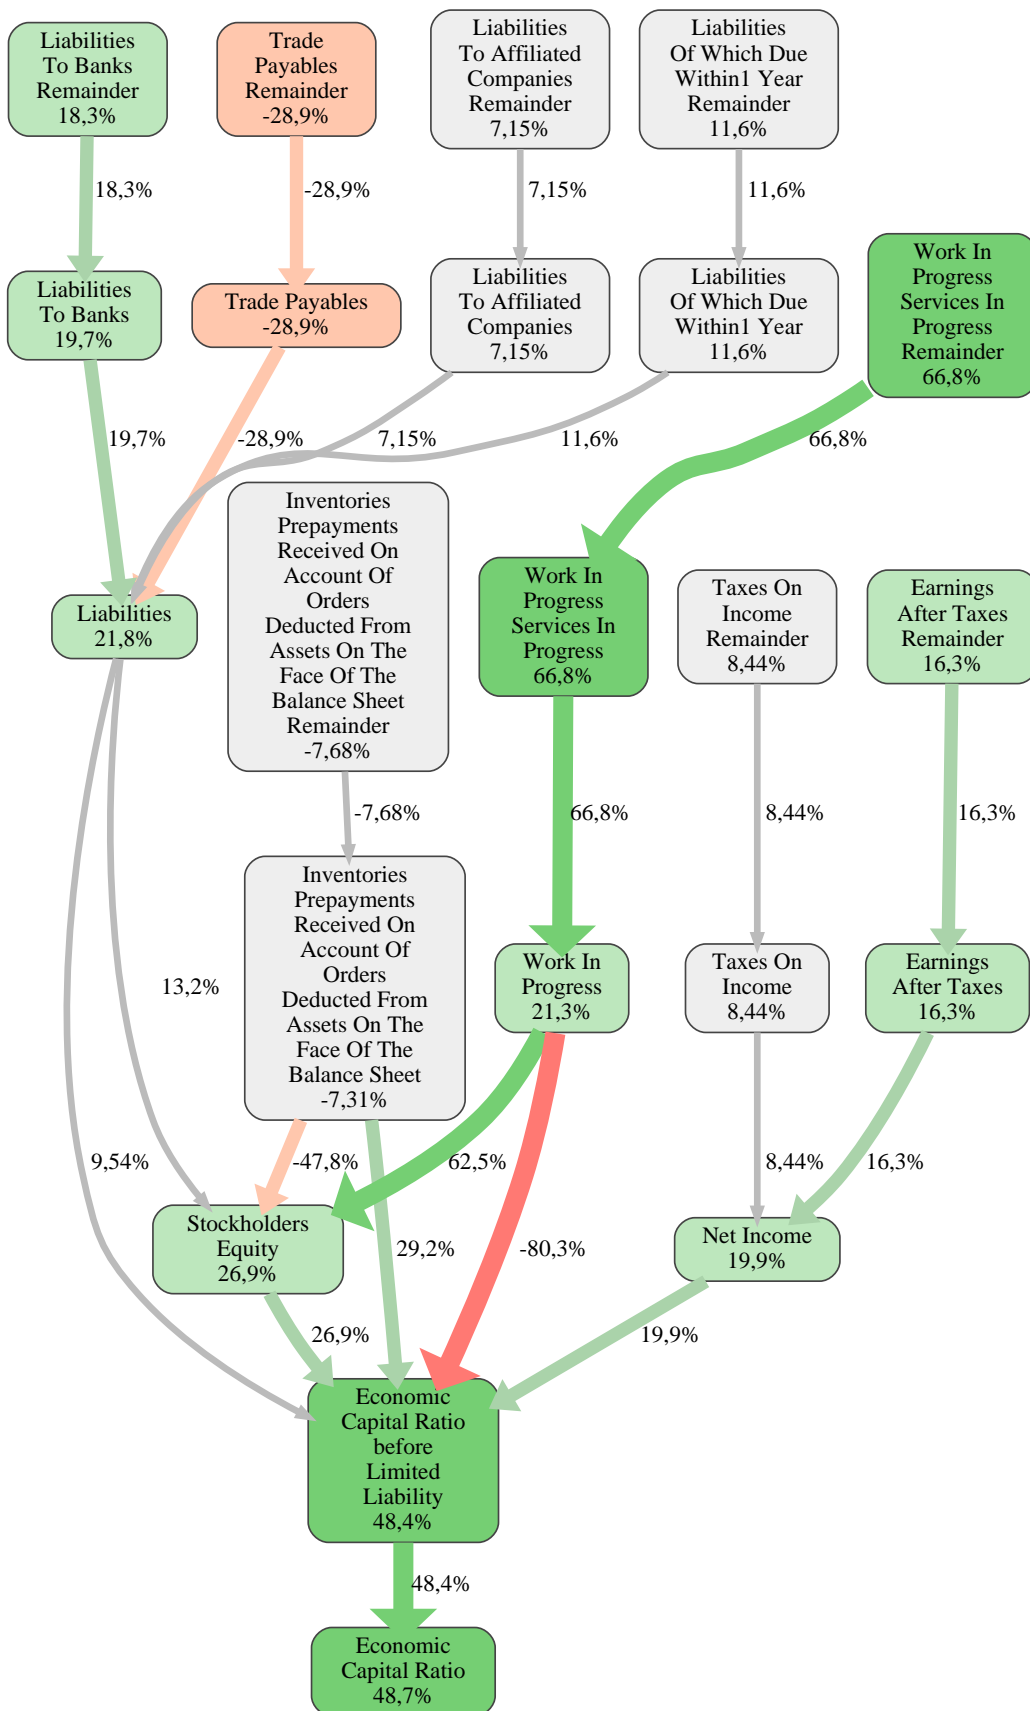 Liabilities
To Banks
Remainder
18,3%
Trade
Payables
Remainder
-28,9%
Liabilities
To Affiliated
Companies
Remainder
7,15%
Liabilities
Of Which Due
Within1 Year
Remainder
11,6%
18,3%
-28,9%
7,15%
11,6%
Work In
Progress
Services In
Progress
Remainder
66,8%
Liabilities
To Banks
19,7%
Trade Payables
-28,9%
Liabilities
To Affiliated
Companies
7,15%
Liabilities
Of Which Due
Within1 Year
11,6%
19,7%
-28,9%
7,15%
11,6%
66,8%
Inventories
Prepayments
Received On
Account Of
Orders
Deducted From
Assets On The
Face Of The
Balance Sheet
Remainder
-7,68%
Work In
Progress
Services In
Progress
66,8%
Taxes On
Income
Remainder
8,44%
Earnings
After Taxes
Remainder
16,3%
Liabilities
21,8%
-7,68%
66,8%
8,44%
16,3%
Inventories
Prepayments
Received On
Account Of
Orders
Deducted From
Assets On The
Face Of The
Balance Sheet
-7,31%
Work In
Progress
21,3%
Taxes On
Income
8,44%
Earnings
After Taxes
16,3%
13,2%
9,54%
-47,8%
62,5%
8,44%
16,3%
Stockholders
Equity
26,9%
29,2%
-80,3%
Net Income
19,9%
26,9%
19,9%
Economic
Capital Ratio
before
Limited
Liability
48,4%
48,4%
Economic
Capital Ratio
48,7%